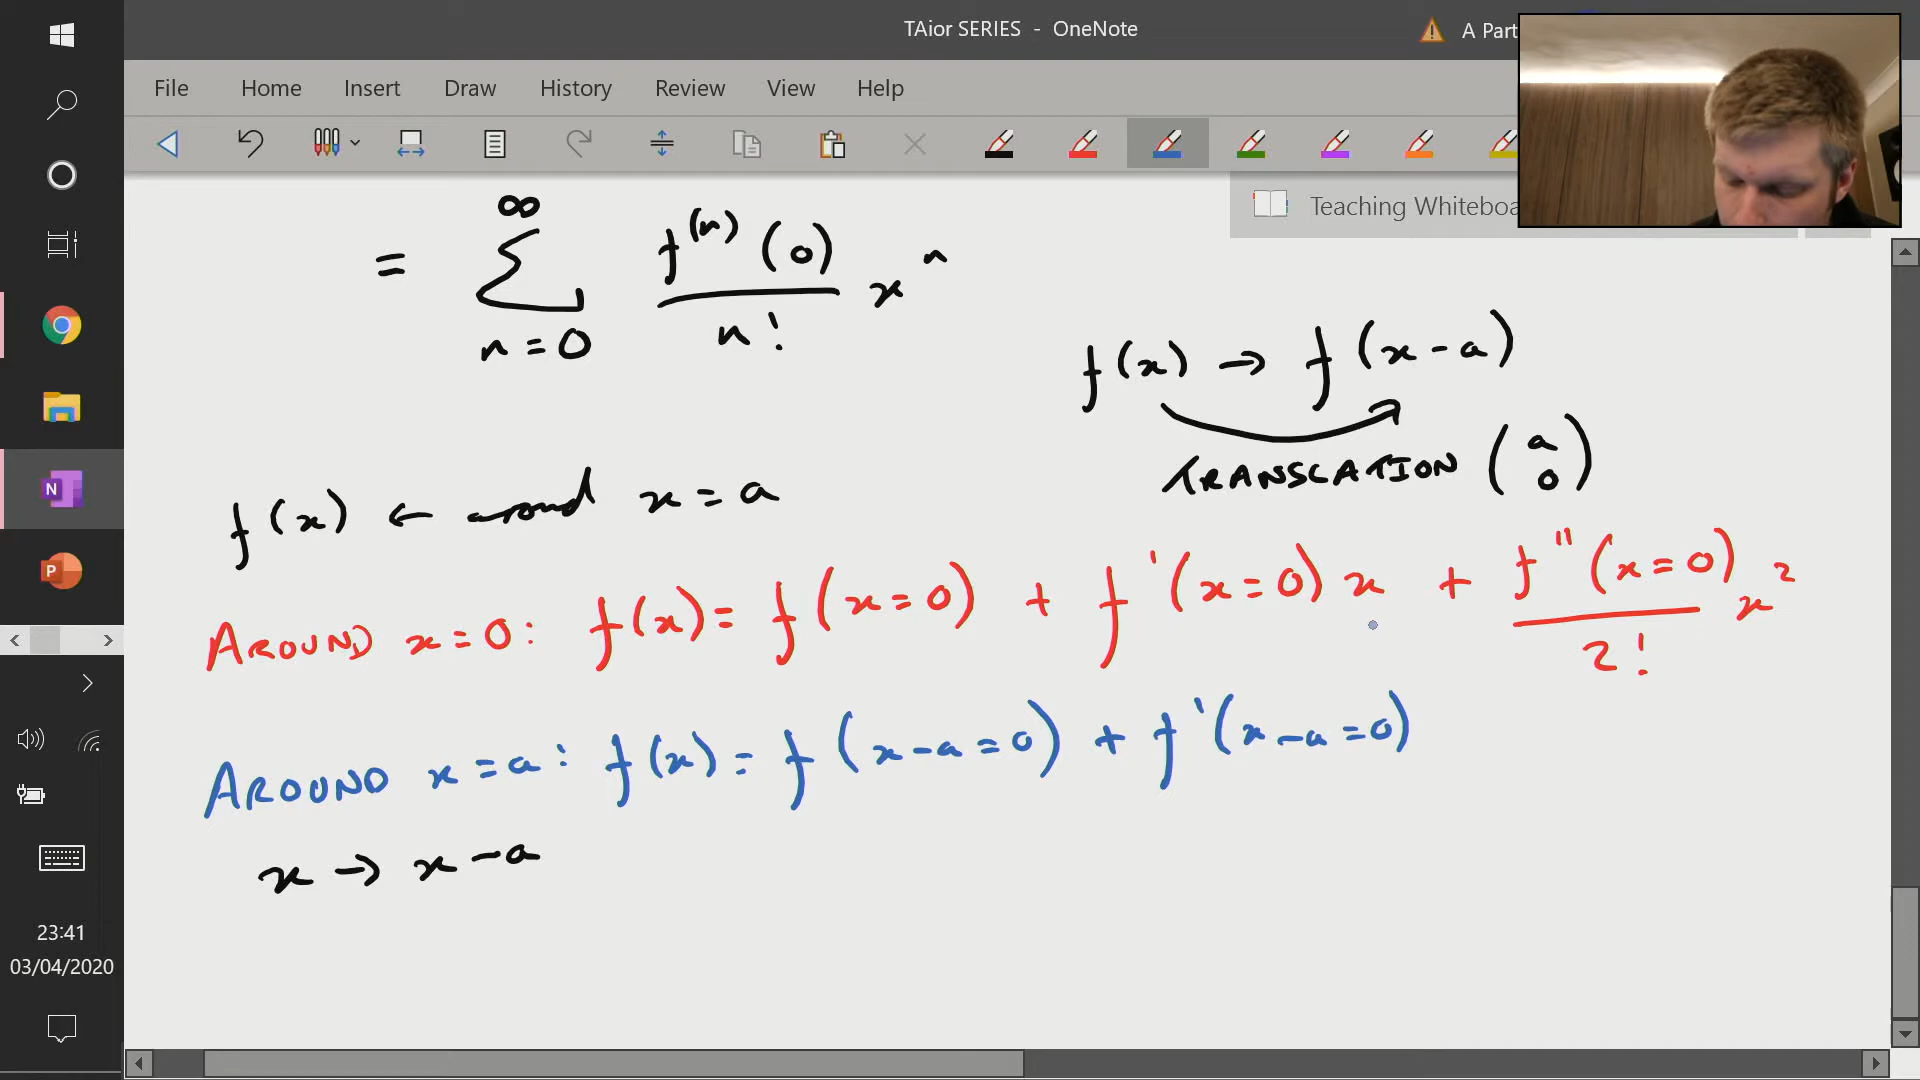 TAior SERIES - OneNote
A Part
File Home Insert Draw History Review View Help
Teaching Whiteboa
= ∞ Σ n=0 f⁽ⁿ⁾(0) / n! xⁿ
f(x) → f(x-a)
TRANSLATION (a 0)
f(x) ← around x = a
AROUND x=0: f(x) = f(x=0) + f'(x=0) x + f''(x=0) / 2! x²
AROUND x=a: f(x) = f(x-a=0) + f'(x-a=0)
x → x-a
N
P
23:41
03/04/2020